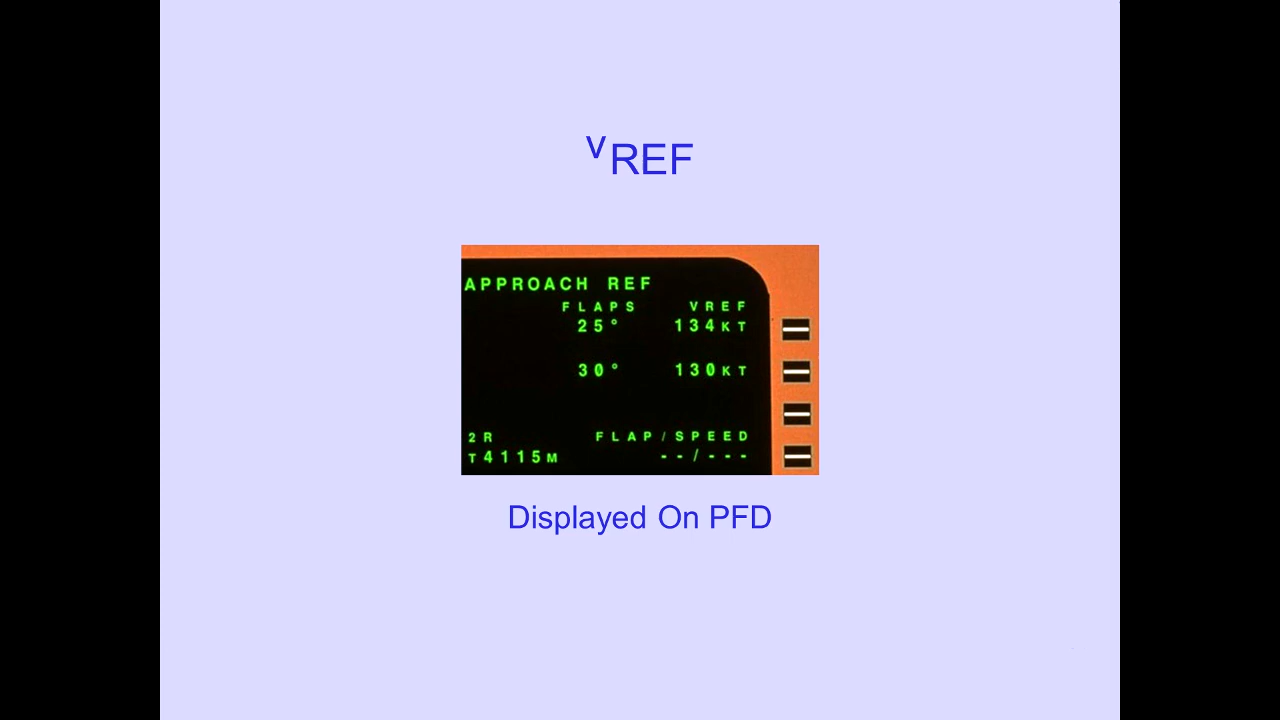 VREF
APPROACH REF
FLAPS VREF
25° 134KT
30° 130KT
2R FLAP/SPEED
T4115M --/---
Displayed On PFD